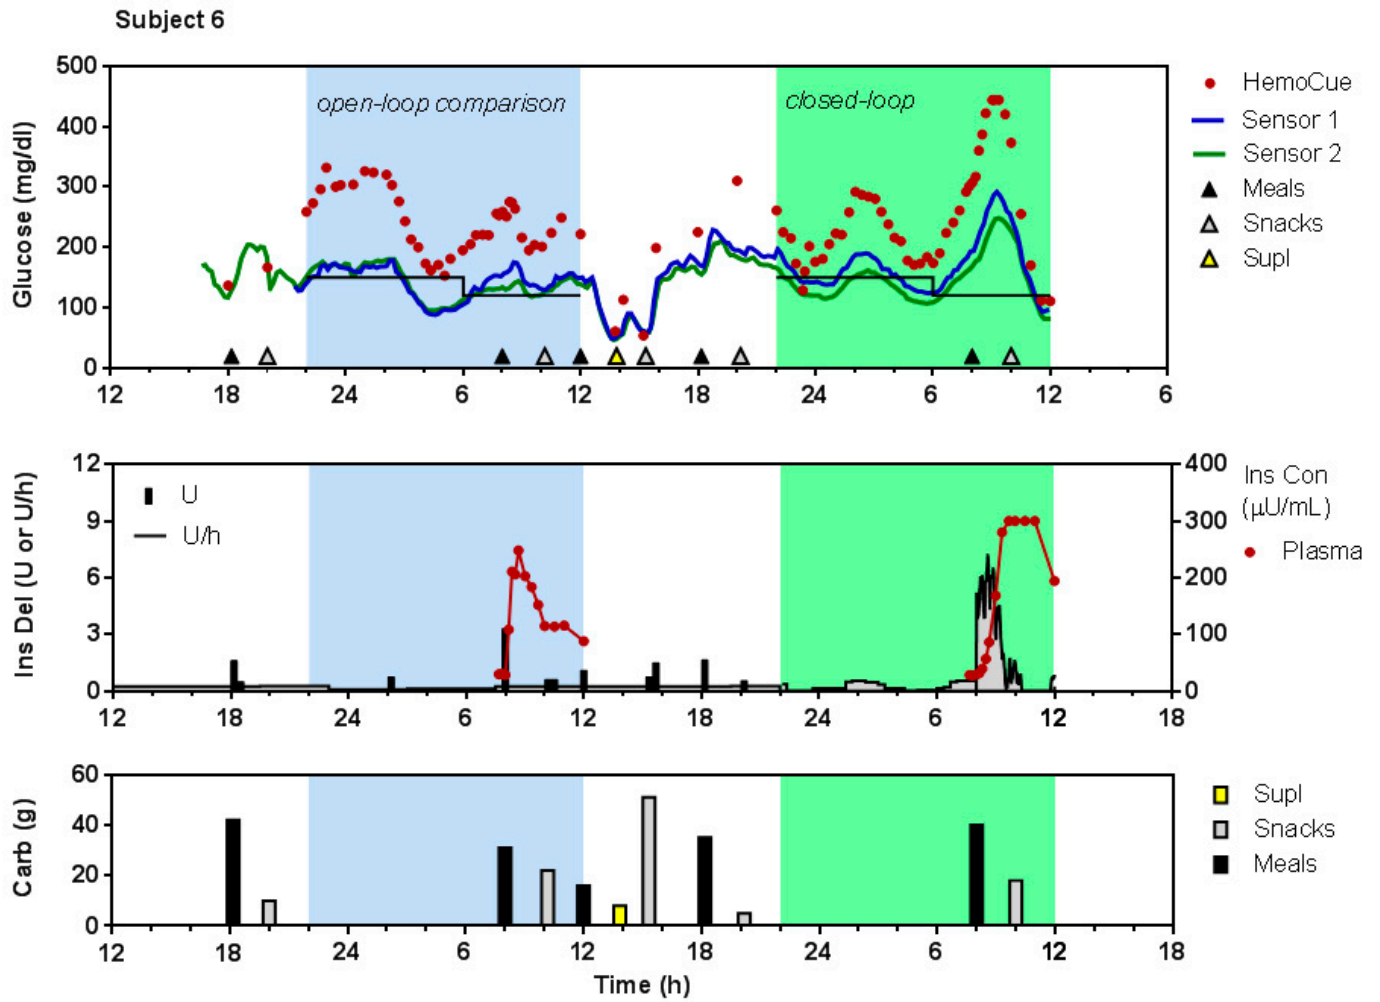 Subject 6
500
400
300
200
100
0
Glucose (mg/dl)
open-loop comparison
closed-loop
HemoCue
Sensor 1
Sensor 2
Meals
Snacks
Supl
12 18 24 6 12 18 24 6 12 6
12
9
6
3
0
Ins Del (U or U/h)
U
U/h
400
300
200
100
0
Ins Con
(µU/mL)
Plasma
12 18 24 6 12 18 24 6 12 18
60
40
20
0
Carb (g)
Supl
Snacks
Meals
12 18 24 6 12 18 24 6 12 18
Time (h)